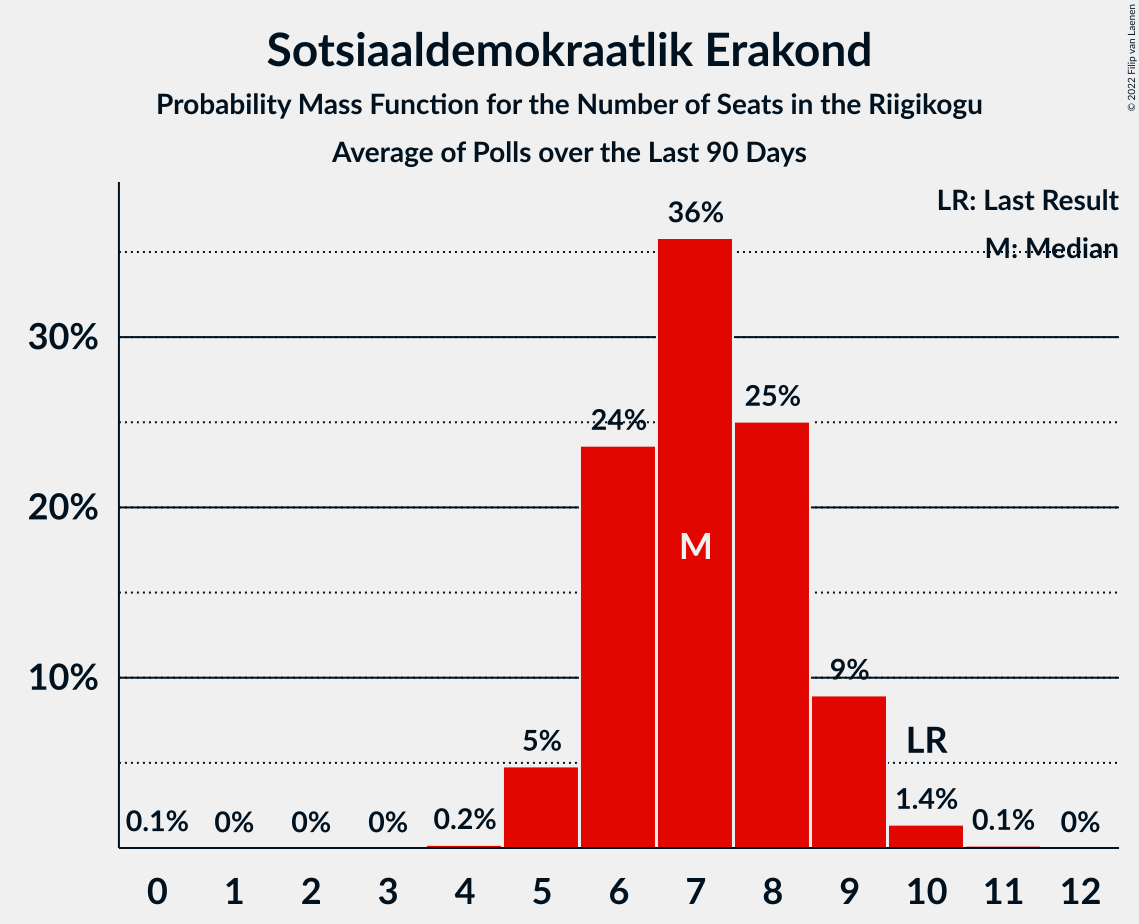 Sotsiaaldemokraatlik Erakond
Probability Mass Function for the Number of Seats in the Riigikogu
Average of Polls over the Last 90 Days
© 2022 Filip van Laenen
LR: Last Result
M: Median
36%
30%
25%
24%
20%
M
10%
9%
5%
LR
1.4%
0.1% 0% 0% 0% 0.2% 0.1% 0%
0 1 2 3 4 5 6 7 8 9 10 11 12